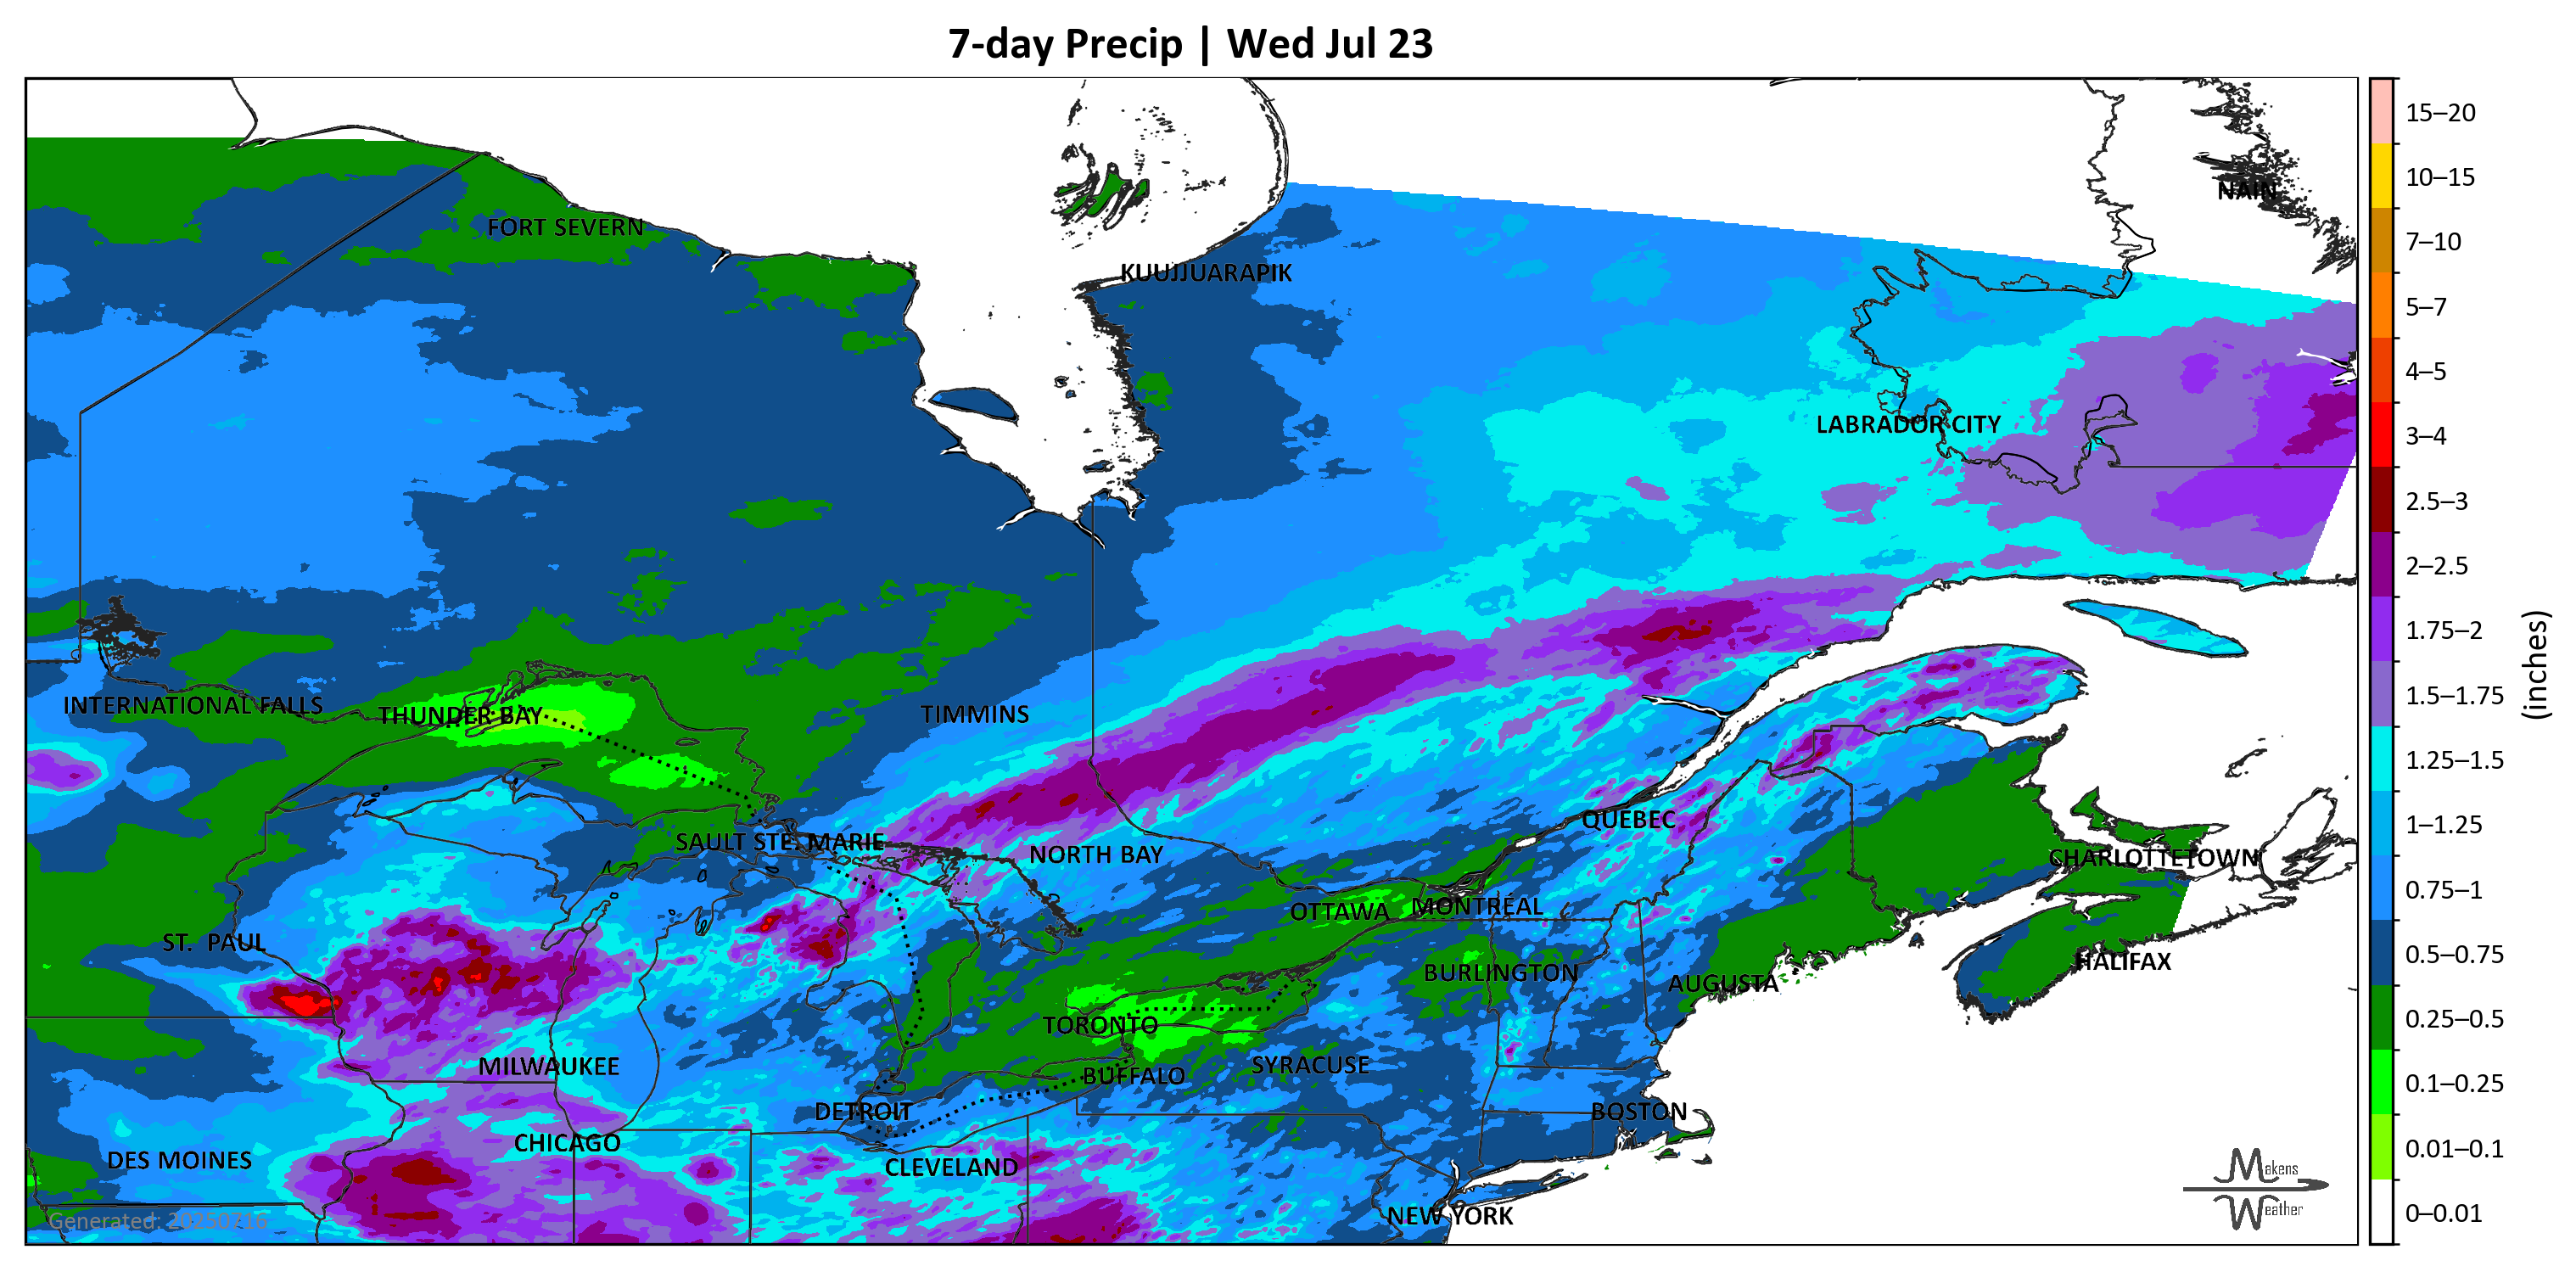 7-day Precip | Wed Jul 23
NAIN
FORT SEVERN
KUUJJUARAPIK
LABRADOR CITY
INTERNATIONAL FALLS
THUNDER BAY
TIMMINS
SAULT STE. MARIE
NORTH BAY
QUEBEC
CHARLOTTETOWN
OTTAWA
MONTRÉAL
ST. PAUL
BURLINGTON
AUGUSTA
HALIFAX
TORONTO
MILWAUKEE
BUFFALO
SYRACUSE
DETROIT
BOSTON
CHICAGO
DES MOINES
CLEVELAND
NEW YORK
Generated: 20250716
Makens
Weather
15–20
10–15
7–10
5–7
4–5
3–4
2.5–3
2–2.5
1.75–2
1.5–1.75
1.25–1.5
1–1.25
0.75–1
0.5–0.75
0.25–0.5
0.1–0.25
0.01–0.1
0–0.01
(inches)